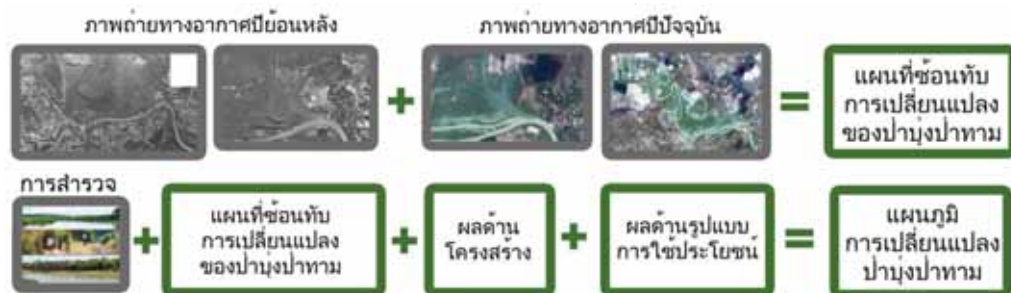 ภาพถ่ายทางอากาศปีย้อนหลัง
ภาพถ่ายทางอากาศปีปัจจุบัน
แผนที่ซ้อนทับ
การเปลี่ยนแปลง
ของป่าบุ่งป่าทาม
การสำรวจ
แผนที่ซ้อนทับ
การเปลี่ยนแปลง
ของป่าบุ่งป่าทาม
ผลด้าน
โครงสร้าง
ผลด้านรูปแบบ
การใช้ประโยชน์
แผนภูมิ
การเปลี่ยนแปลง
ป่าบุ่งป่าทาม